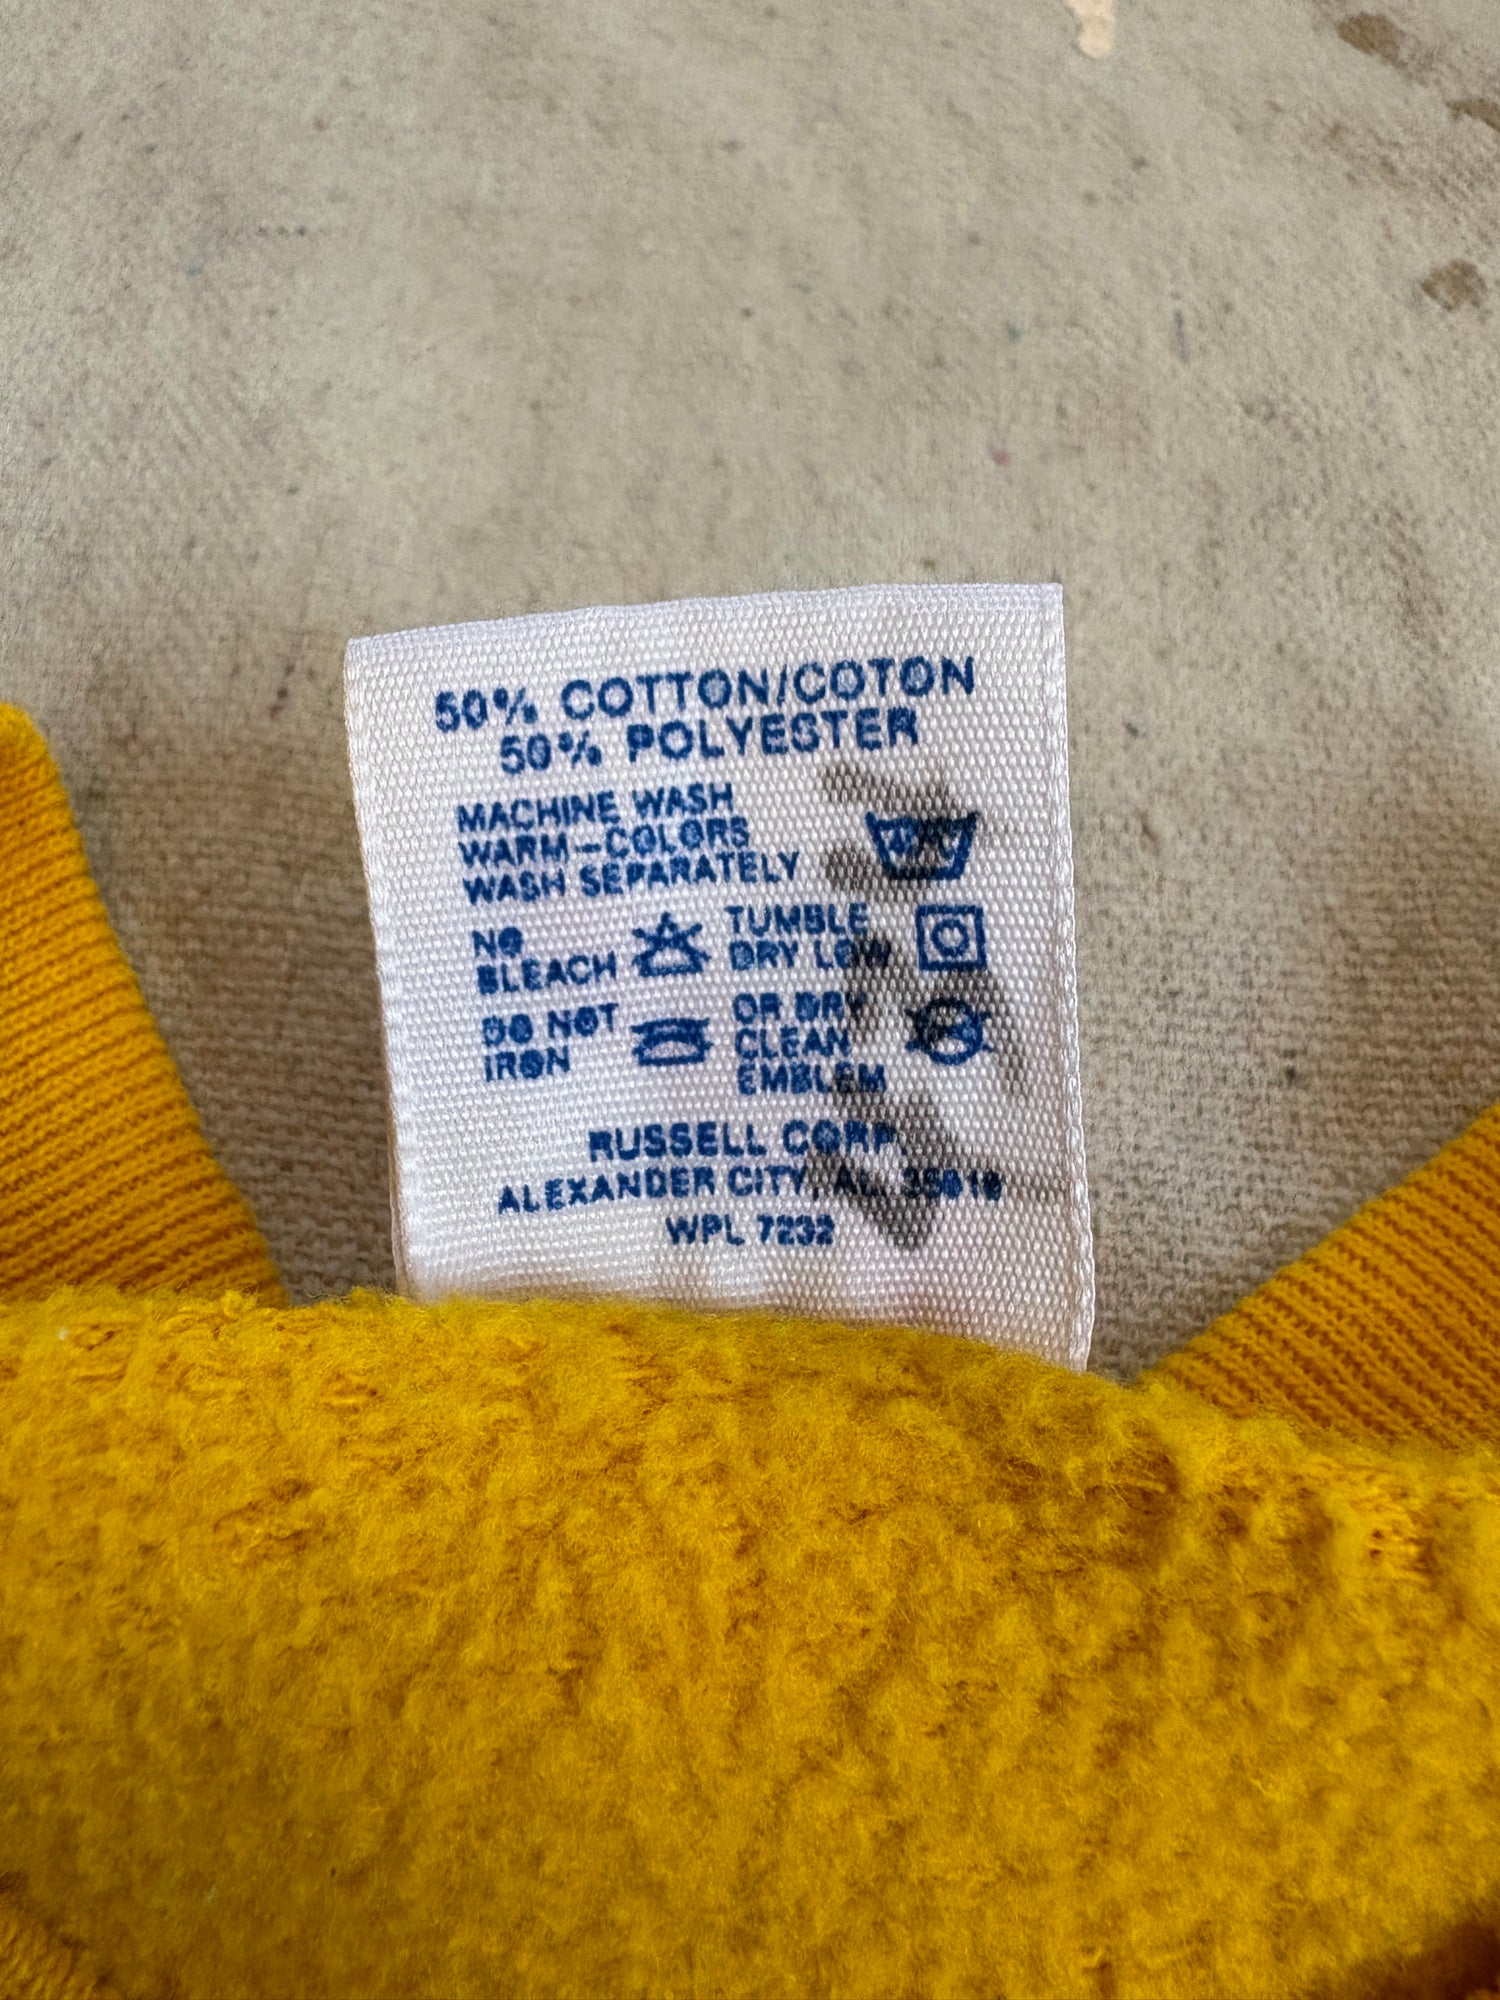 50% COTTON/COTON
50% POLYESTER
MACHINE WASH
WARM-COLORS
WASH SEPARATELY
NO
BLEACH
TUMBLE
DRY LOW
DO NOT
IRON
OR DRY
CLEAN
EMBLEM
RUSSELL CORP
ALEXANDER CITY, AL. 35010
WPL 7232